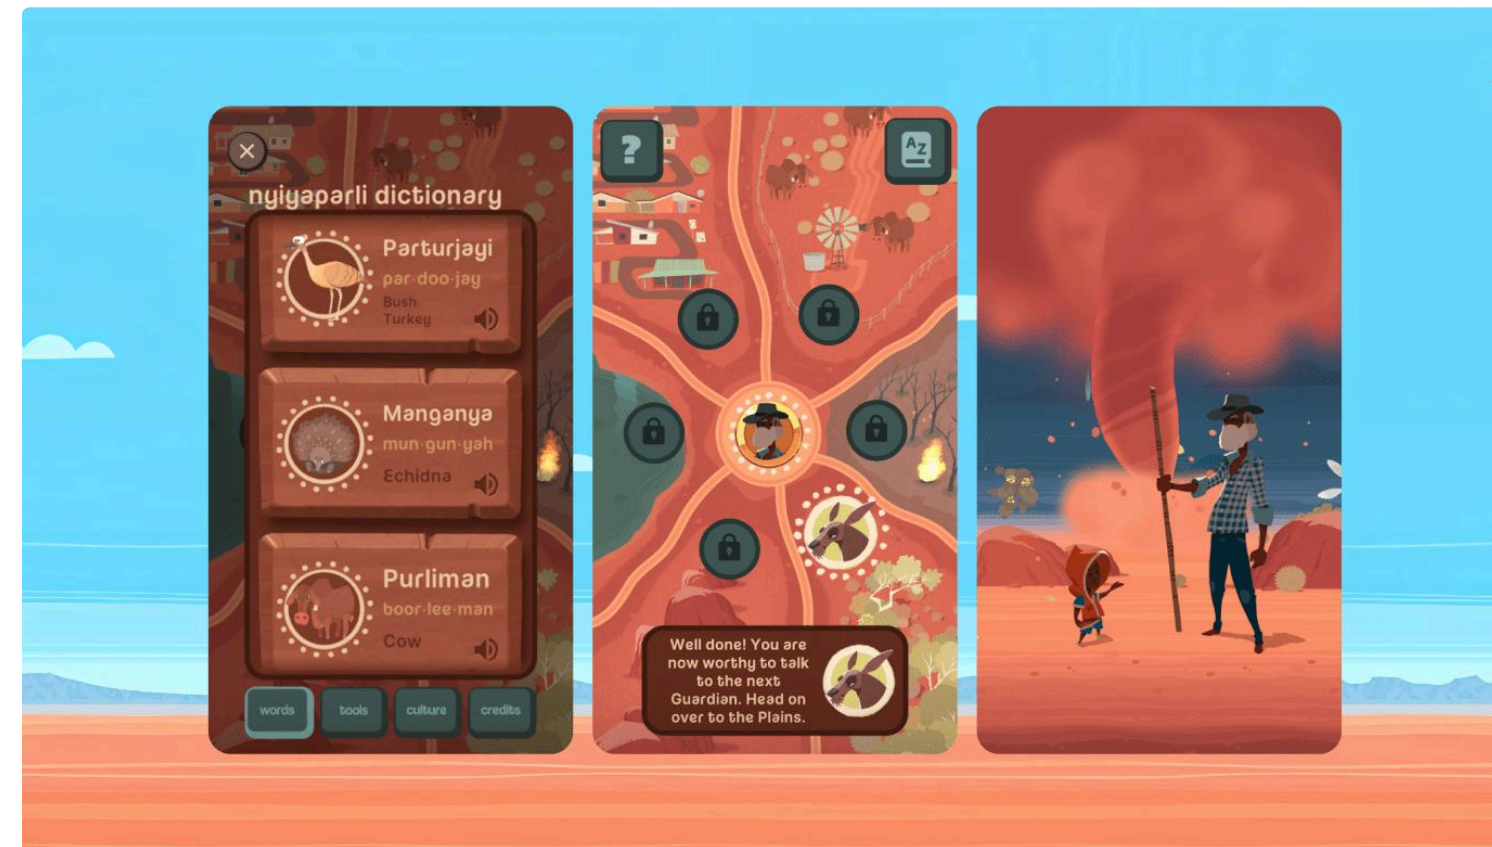 nyiyaparli dictionary
Parturjayi
par·doo·jay
Bush
Turkey
Manganya
mun·gun·yah
Echidna
Purliman
boor·lee·man
Cow
words
tools
culture
credits
?
AZ
Well done! You are
now worthy to talk
to the next
Guardian. Head on
over to the Plains.